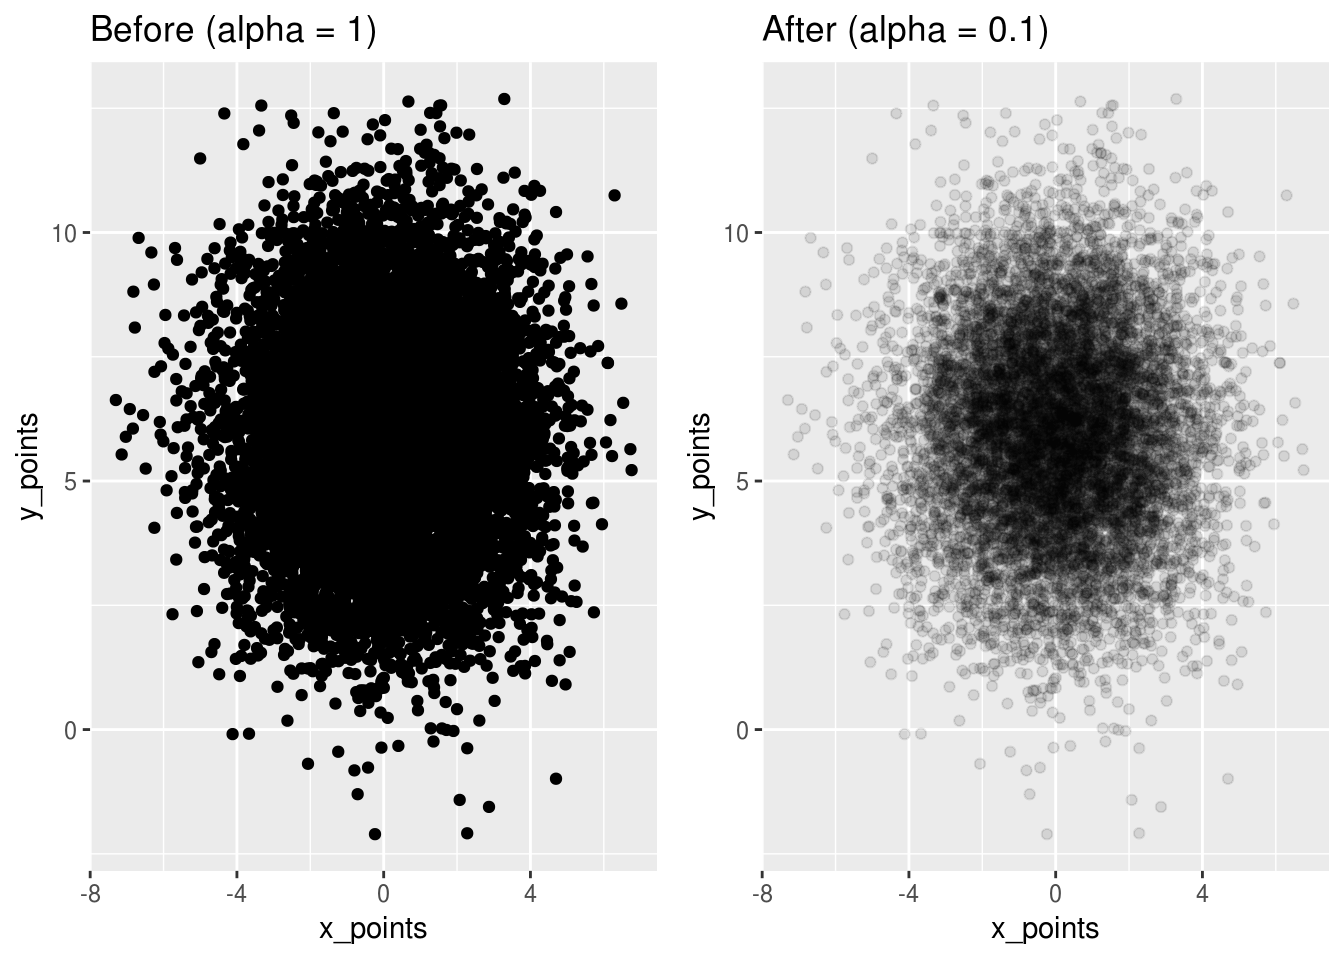 Before (alpha = 1)
10
5
0
y_points
-8
-4
0
4
x_points
After (alpha = 0.1)
10
5
0
y_points
-8
-4
0
4
x_points